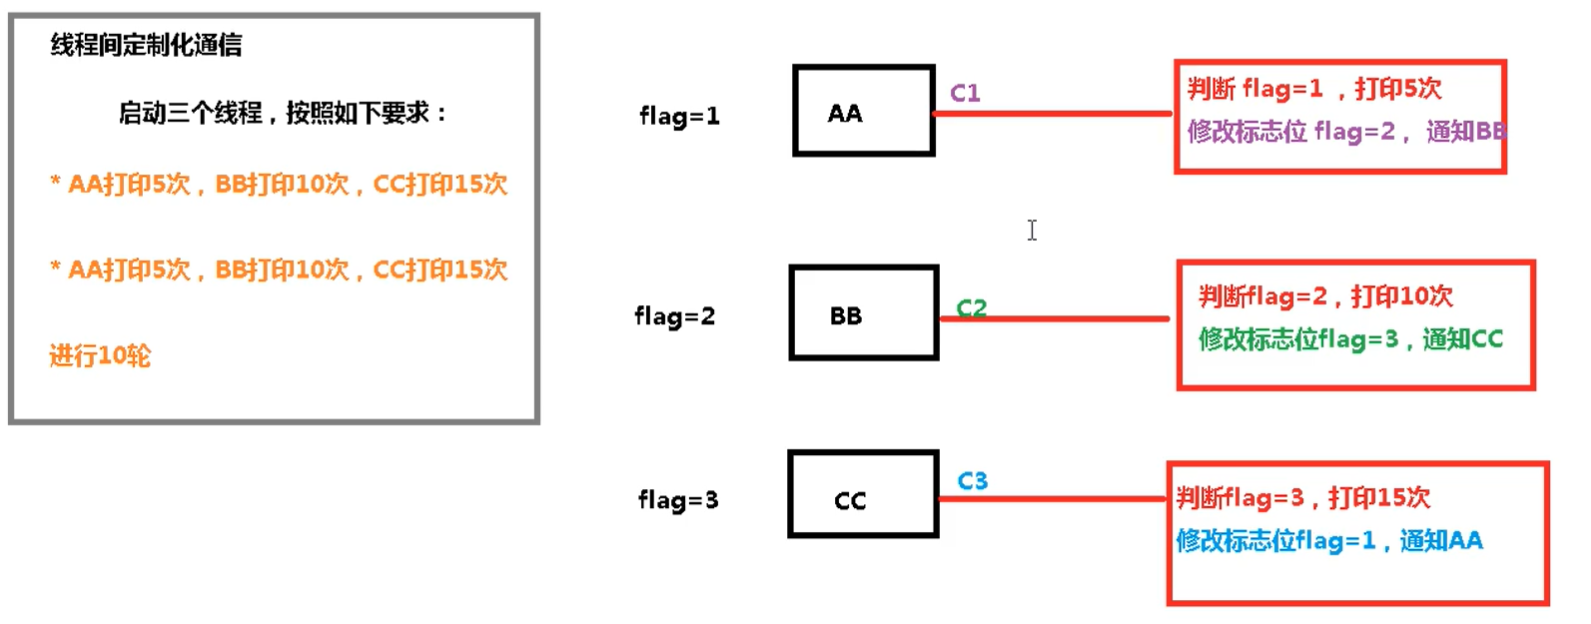 线程间定制化通信
启动三个线程，按照如下要求：
* AA打印5次，BB打印10次，CC打印15次
* AA打印5次，BB打印10次，CC打印15次
进行10轮
flag=1
AA
C1
判断 flag=1 ，打印5次
修改标志位 flag=2， 通知BB
flag=2
BB
C2
判断flag=2，打印10次
修改标志位flag=3，通知CC
flag=3
CC
C3
判断flag=3，打印15次
修改标志位flag=1，通知AA